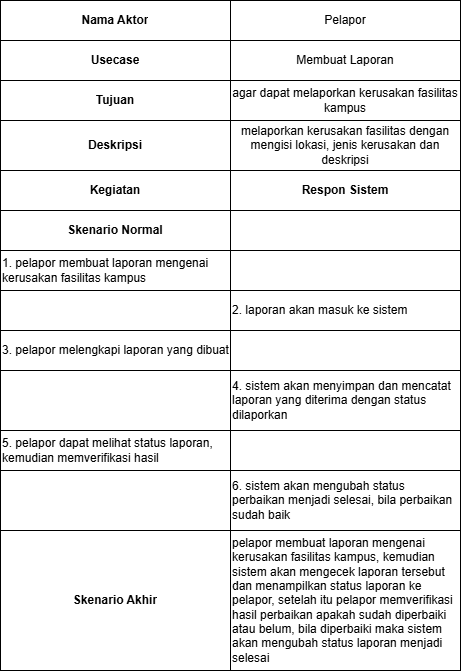 Nama Aktor
Pelapor
Usecase
Membuat Laporan
Tujuan
agar dapat melaporkan kerusakan fasilitas
kampus
Deskripsi
melaporkan kerusakan fasilitas dengan
mengisi lokasi, jenis kerusakan dan
deskripsi
Kegiatan
Respon Sistem
Skenario Normal
1. pelapor membuat laporan mengenai
kerusakan fasilitas kampus
2. laporan akan masuk ke sistem
3. pelapor melengkapi laporan yang dibuat
4. sistem akan menyimpan dan mencatat
laporan yang diterima dengan status
dilaporkan
5. pelapor dapat melihat status laporan,
kemudian memverifikasi hasil
6. sistem akan mengubah status
perbaikan menjadi selesai, bila perbaikan
sudah baik
Skenario Akhir
pelapor membuat laporan mengenai
kerusakan fasilitas kampus, kemudian
sistem akan mengecek laporan tersebut
dan menampilkan status laporan ke
pelapor, setelah itu pelapor memverifikasi
hasil perbaikan apakah sudah diperbaiki
atau belum, bila diperbaiki maka sistem
akan mengubah status laporan menjadi
selesai